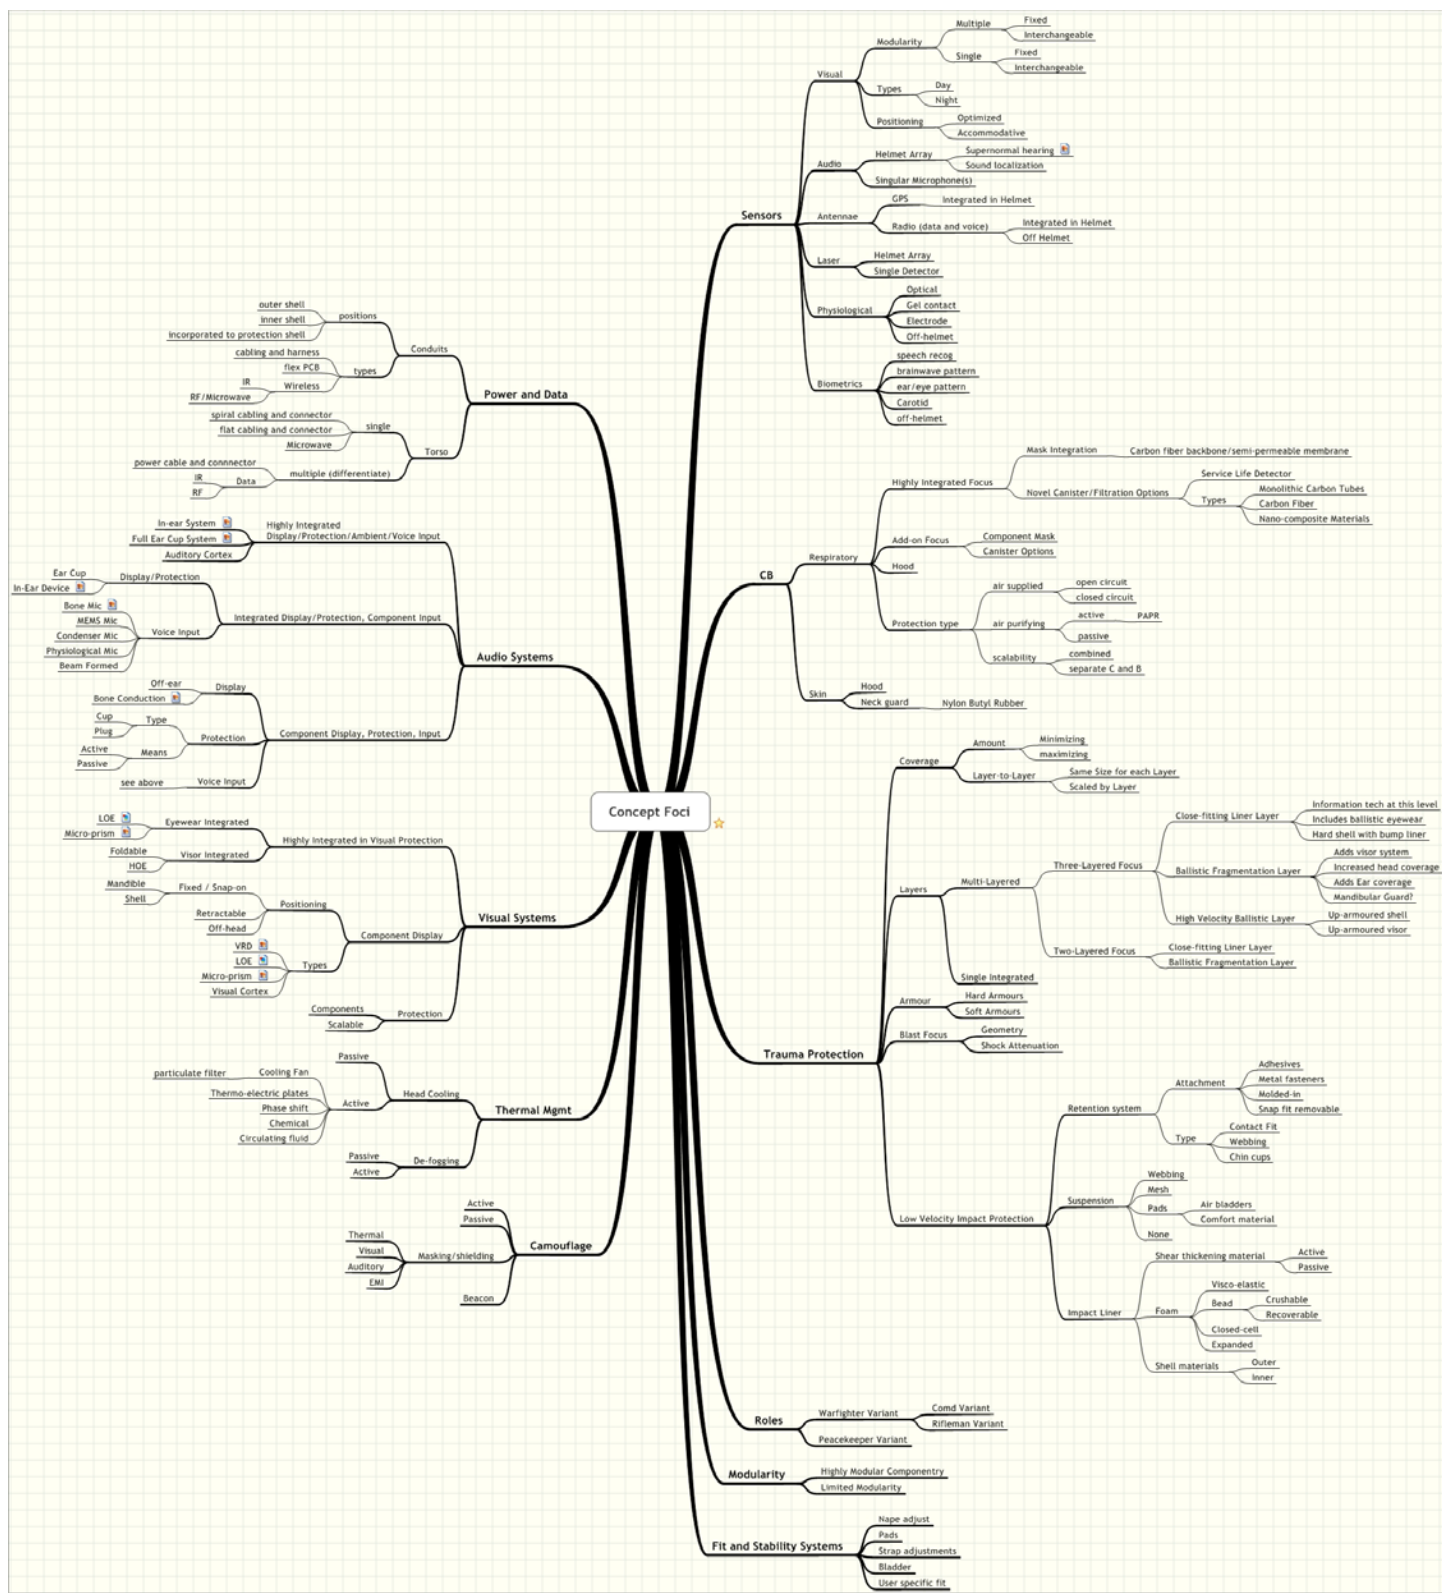 Concept Foci
Sensors
Visual
Modularity
Multiple
Fixed
Interchangeable
Single
Fixed
Interchangeable
Types
Day
Night
Positioning
Optimized
Accommodative
Audio
Helmet Array
Supernormal hearing
Sound localization
Singular Microphone(s)
Antennae
GPS
Integrated in Helmet
Radio (data and voice)
Integrated in Helmet
Off Helmet
Laser
Helmet Array
Single Detector
Physiological
Optical
Gel contact
Electrode
Off-helmet
Biometrics
speech recog
brainwave pattern
ear/eye pattern
Carotid
off-helmet
CB
Respiratory
Highly Integrated Focus
Mask Integration
Carbon fiber backbone/semi-permeable membrane
Novel Canister/Filtration Options
Service Life Detector
Types
Monolithic Carbon Tubes
Carbon Fiber
Nano-composite Materials
Add-on Focus
Component Mask
Canister Options
Hood
Protection type
air supplied
open circuit
closed circuit
air purifying
active
PAPR
passive
scalability
combined
separate C and B
Skin
Hood
Neck guard
Nylon Butyl Rubber
Trauma Protection
Coverage
Amount
Minimizing
maximizing
Layer-to-Layer
Same Size for each Layer
Scaled by Layer
Layers
Multi-Layered
Three-Layered Focus
Close-fitting Liner Layer
Information tech at this level
Includes ballistic eyewear
Hard shell with bump liner
Ballistic Fragmentation Layer
Adds visor system
Increased head coverage
Adds Ear coverage
Mandibular Guard?
High Velocity Ballistic Layer
Up-armoured shell
Up-armoured visor
Two-Layered Focus
Close-fitting Liner Layer
Ballistic Fragmentation Layer
Single Integrated
Armour
Hard Armours
Soft Armours
Blast Focus
Geometry
Shock Attenuation
Low Velocity Impact Protection
Retention system
Attachment
Adhesives
Metal fasteners
Molded-in
Snap fit removable
Type
Contact Fit
Webbing
Chin cups
Suspension
Webbing
Mesh
Pads
Air bladders
Comfort material
None
Impact Liner
Shear thickening material
Active
Passive
Foam
Visco-elastic
Bead
Crushable
Recoverable
Closed-cell
Expanded
Shell materials
Outer
Inner
Roles
Warfighter Variant
Comd Variant
Rifleman Variant
Peacekeeper Variant
Modularity
Highly Modular Componentry
Limited Modularity
Fit and Stability Systems
Nape adjust
Pads
Strap adjustments
Bladder
User specific fit
Power and Data
Conduits
positions
outer shell
inner shell
incorporated to protection shell
types
cabling and harness
flex PCB
Wireless
IR
RF/Microwave
Torso
single
spiral cabling and connector
flat cabling and connector
Microwave
multiple (differentiate)
power cable and connnector
Data
IR
RF
Audio Systems
Highly Integrated
Display/Protection/Ambient/Voice Input
In-ear System
Full Ear Cup System
Auditory Cortex
Integrated Display/Protection, Component Input
Display/Protection
Ear Cup
In-Ear Device
Voice Input
Bone Mic
MEMS Mic
Condenser Mic
Physiological Mic
Beam Formed
Component Display, Protection, Input
Display
Off-ear
Bone Conduction
Protection
Type
Cup
Plug
Means
Active
Passive
Voice Input
see above
Visual Systems
Highly Integrated in Visual Protection
Eyewear Integrated
LOE
Micro-prism
Visor Integrated
Foldable
HOE
Component Display
Positioning
Fixed / Snap-on
Mandible
Shell
Retractable
Off-head
Types
VRD
LOE
Micro-prism
Visual Cortex
Protection
Components
Scalable
Thermal Mgmt
Head Cooling
Passive
Active
Cooling Fan
particulate filter
Thermo-electric plates
Phase shift
Chemical
Circulating fluid
De-fogging
Passive
Active
Camouflage
Active
Passive
Masking/shielding
Thermal
Visual
Auditory
EMI
Beacon